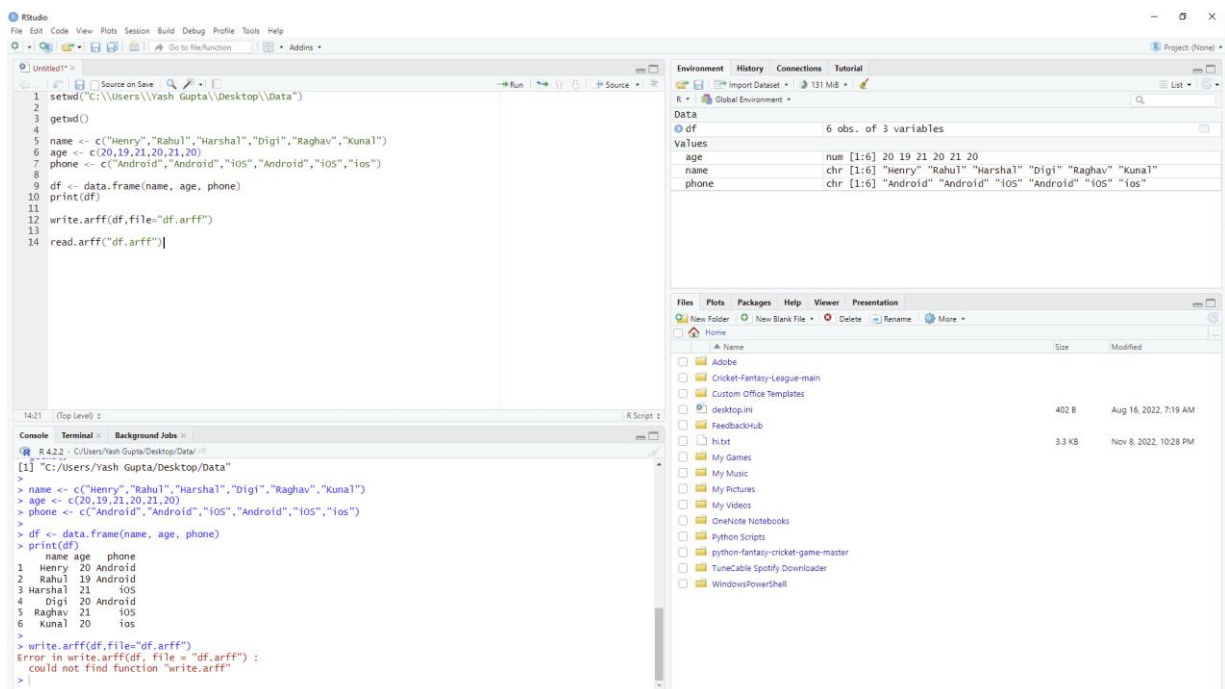 RStudio
File Edit Code View Plots Session Build Debug Profile Tools Help
Go to file/function Addins Project: (None)
Untitled1*
Source on Save Run Source
1 setwd("C:\\Users\\Yash Gupta\\Desktop\\Data")
2
3 getwd()
4
5 name <- c("Henry","Rahul","Harshal","Digi","Raghav","Kunal")
6 age <- c(20,19,21,20,21,20)
7 phone <- c("Android","Android","iOS","Android","iOS","ios")
8
9 df <- data.frame(name, age, phone)
10 print(df)
11
12 write.arff(df,file="df.arff")
13
14 read.arff("df.arff")
14:21 (Top Level) R Script
Console Terminal Background Jobs
R 4.2.2 · C:/Users/Yash Gupta/Desktop/Data/
[1] "C:/Users/Yash Gupta/Desktop/Data"
>
> name <- c("Henry","Rahul","Harshal","Digi","Raghav","Kunal")
> age <- c(20,19,21,20,21,20)
> phone <- c("Android","Android","iOS","Android","iOS","ios")
>
> df <- data.frame(name, age, phone)
> print(df)
name age phone
1 Henry 20 Android
2 Rahul 19 Android
3 Harshal 21 iOS
4 Digi 20 Android
5 Raghav 21 iOS
6 Kunal 20 ios
>
> write.arff(df,file="df.arff")
Error in write.arff(df, file = "df.arff") :
could not find function "write.arff"
>
Environment History Connections Tutorial
Import Dataset 131 MiB List
R Global Environment
Data
df 6 obs. of 3 variables
Values
age num [1:6] 20 19 21 20 21 20
name chr [1:6] "Henry" "Rahul" "Harshal" "Digi" "Raghav" "Kunal"
phone chr [1:6] "Android" "Android" "iOS" "Android" "iOS" "ios"
Files Plots Packages Help Viewer Presentation
New Folder New Blank File Delete Rename More
Home
Name Size Modified
Adobe
Cricket-Fantasy-League-main
Custom Office Templates
desktop.ini 402 B Aug 16, 2022, 7:19 AM
FeedbackHub
hi.txt 3.3 KB Nov 8, 2022, 10:28 PM
My Games
My Music
My Pictures
My Videos
OneNote Notebooks
Python Scripts
python-fantasy-cricket-game-master
TuneCable Spotify Downloader
WindowsPowerShell